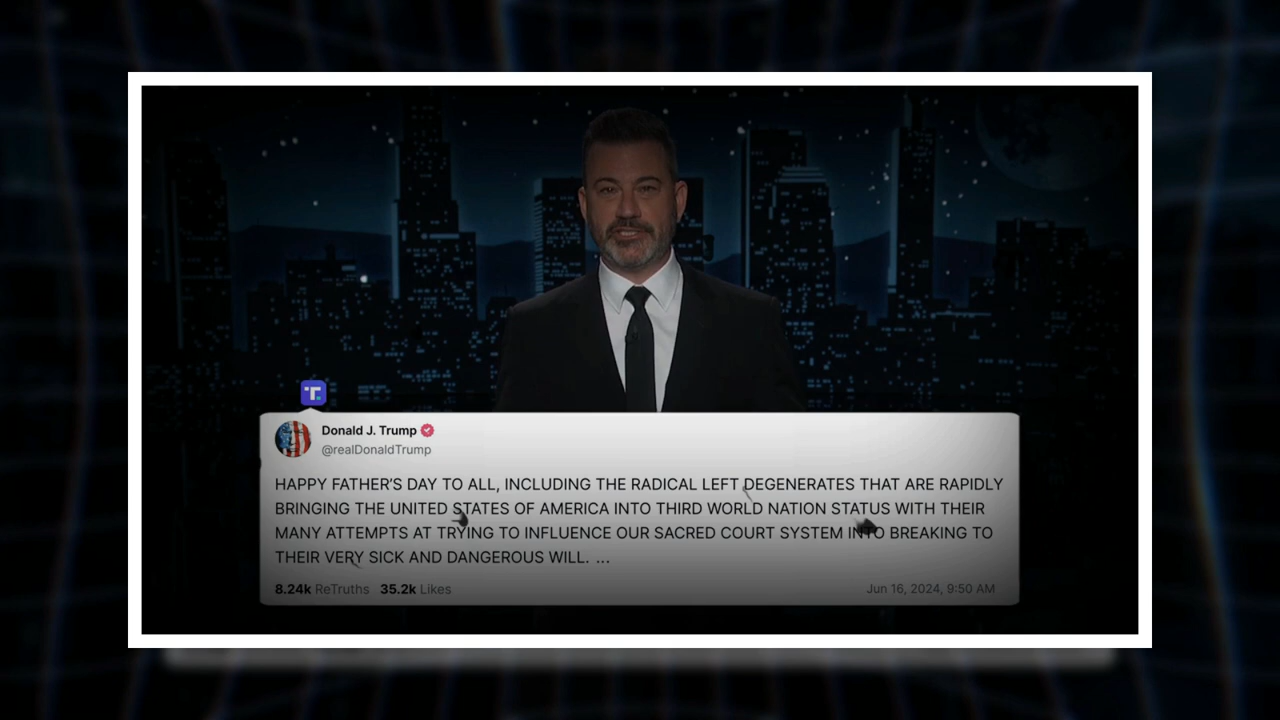 T.
Donald J. Trump
@realDonaldTrump
HAPPY FATHER'S DAY TO ALL, INCLUDING THE RADICAL LEFT DEGENERATES THAT ARE RAPIDLY
BRINGING THE UNITED STATES OF AMERICA INTO THIRD WORLD NATION STATUS WITH THEIR
MANY ATTEMPTS AT TRYING TO INFLUENCE OUR SACRED COURT SYSTEM INTO BREAKING TO
THEIR VERY SICK AND DANGEROUS WILL. ...
8.24k ReTruths 35.2k Likes Jun 16, 2024, 9:50 AM